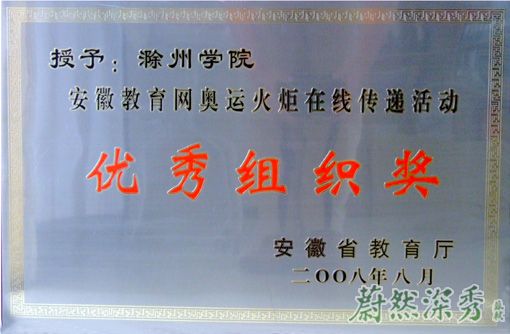 授予：滁州学院
安徽教育网奥运火炬在线传递活动
优秀组织奖
安徽省教育厅
二〇〇八年八月
蔚然深秀